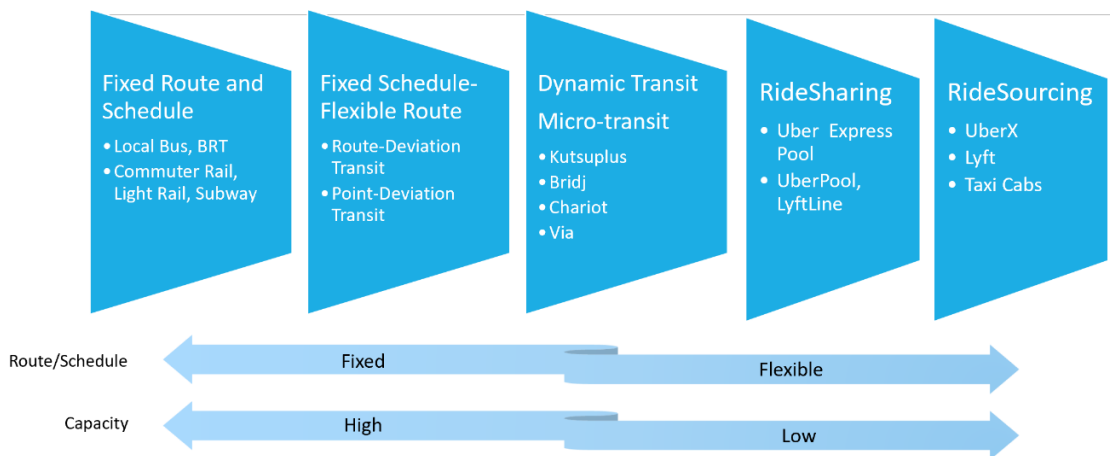 Fixed Route and
Schedule
• Local Bus, BRT
• Commuter Rail,
Light Rail, Subway
Fixed Schedule-
Flexible Route
• Route-Deviation
Transit
• Point-Deviation
Transit
Dynamic Transit
Micro-transit
• Kutsuplus
• Bridj
• Chariot
• Via
RideSharing
• Uber Express
Pool
• UberPool,
LyftLine
RideSourcing
• UberX
• Lyft
• Taxi Cabs
Route/Schedule
Fixed
Flexible
Capacity
High
Low